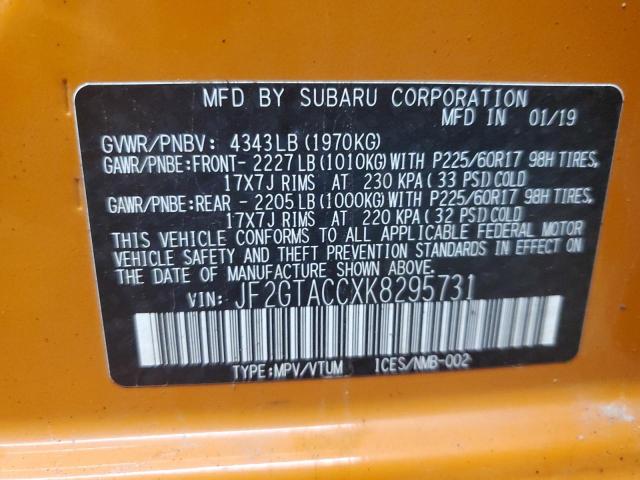 MFD BY SUBARU CORPORATION
MFD IN 01/19
GVWR/PNBV: 4343LB (1970KG)
GAWR/PNBE:FRONT- 2227LB (1010KG) WITH P225/60R17 98H TIRES,
17X7J RIMS AT 230 KPA (33 PSI) COLD
GAWR/PNBE:REAR - 2205LB (1000KG) WITH P225/60R17 98H TIRES,
17X7J RIMS AT 220 KPA (32 PSI) COLD
THIS VEHICLE CONFORMS TO ALL APPLICABLE FEDERAL MOTOR
VEHICLE SAFETY AND THEFT PREVENTION STANDARDS IN EFFECT ON
THE DATE OF MANUFACTURE SHOWN ABOVE.
VIN: JF2GTACCXK8295731
TYPE:MPV/VTUM ICES/NMB-002